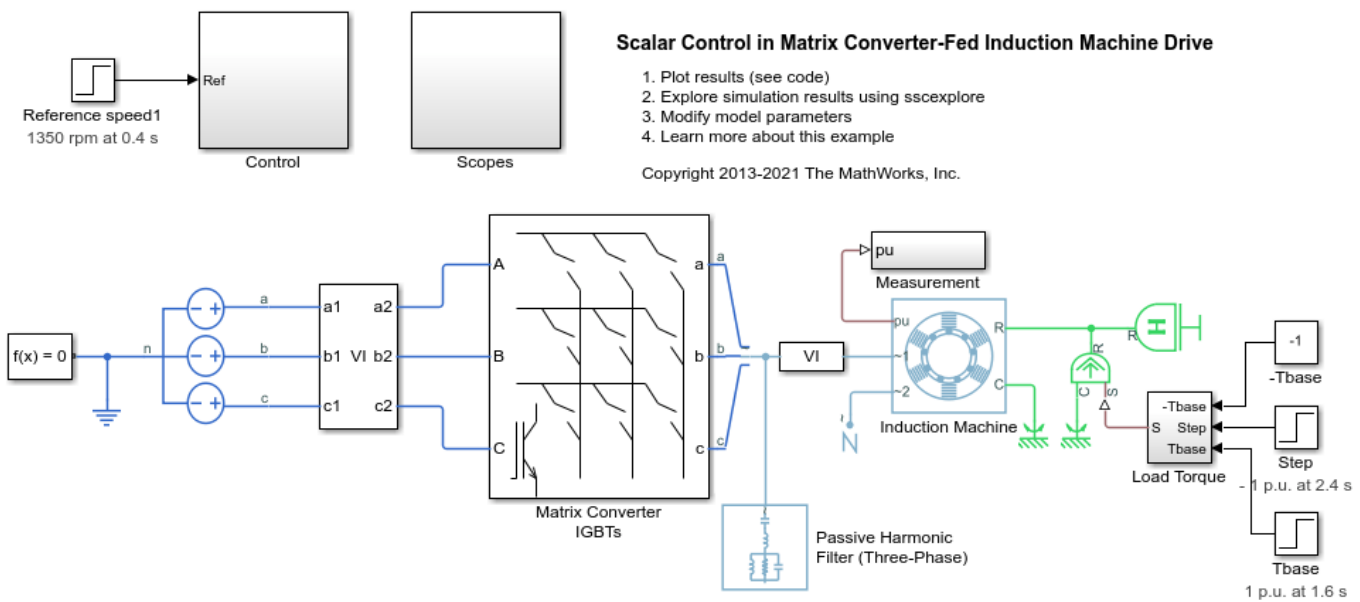 Scalar Control in Matrix Converter-Fed Induction Machine Drive
1. Plot results (see code)
2. Explore simulation results using sscexplore
3. Modify model parameters
4. Learn more about this example
Copyright 2013-2021 The MathWorks, Inc.
Ref
Reference speed1
1350 rpm at 0.4 s
Control
Scopes
f(x) = 0
n
a
b
c
a1
b1
c1
VI
a2
b2
c2
A
B
C
a
b
c
a
b
c
Matrix Converter
IGBTs
VI
pu
Measurement
pu
~1
~2
R
C
Induction Machine
~
N
Passive Harmonic
Filter (Three-Phase)
~
R
H
R
C
S
-Tbase
S
Step
Tbase
Load Torque
-1
-Tbase
Step
- 1 p.u. at 2.4 s
Tbase
1 p.u. at 1.6 s